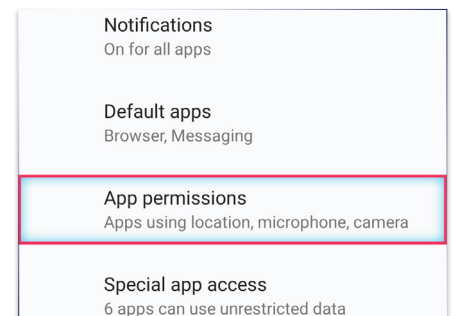 Notifications
On for all apps
Default apps
Browser, Messaging
App permissions
Apps using location, microphone, camera
Special app access
6 apps can use unrestricted data